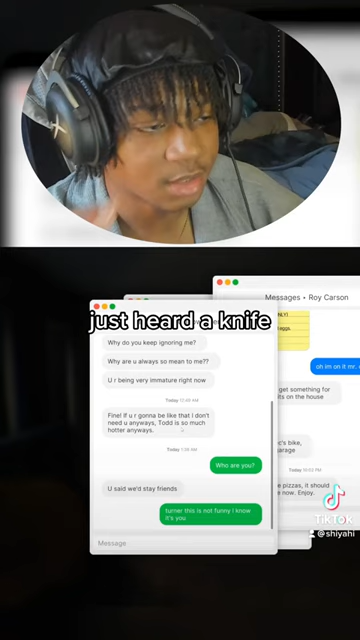 Messages • Roy Carson
just heard a knife
Why do you keep ignoring me?
Why are u always so mean to me??
U r being very immature right now
Fine! If u r gonna be like that I don't
need u anyways, Todd is so much
hotter anyways.
Who are you?
U said we'd stay friends
turner this is not funny I know
it's you
Message
oh im on it mr.
get something for
on the house
bike,
pizzas, it should
now. Enjoy.
TikTok
@shiyahi